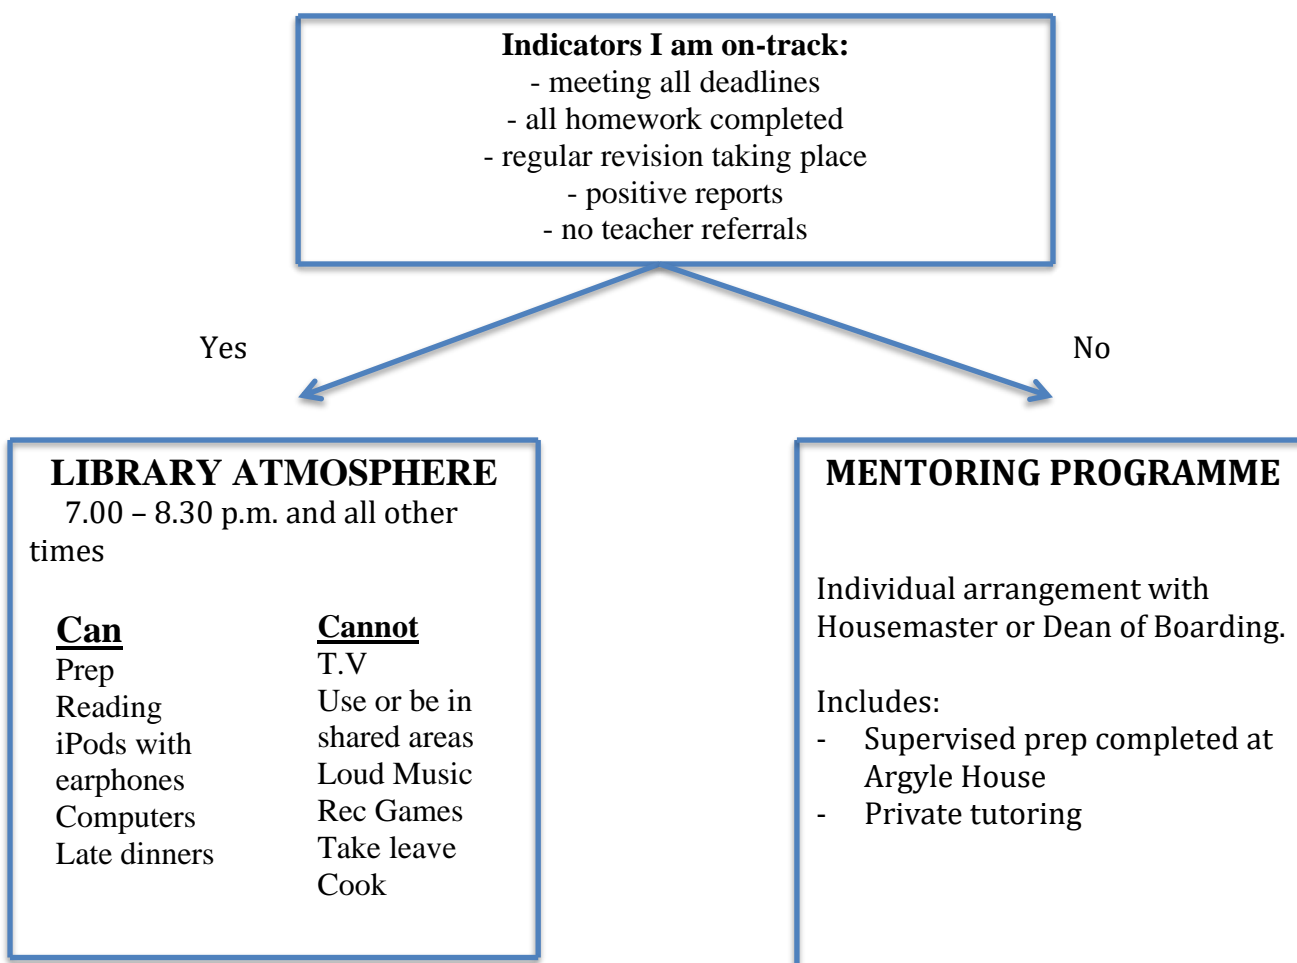 Indicators I am on-track:
- meeting all deadlines
- all homework completed
- regular revision taking place
- positive reports
- no teacher referrals
Yes
No
LIBRARY ATMOSPHERE
7.00 – 8.30 p.m. and all other
times
Can
Prep
Reading
iPods with
earphones
Computers
Late dinners
Cannot
T.V
Use or be in
shared areas
Loud Music
Rec Games
Take leave
Cook
MENTORING PROGRAMME
Individual arrangement with
Housemaster or Dean of Boarding.
Includes:
- Supervised prep completed at
Argyle House
- Private tutoring